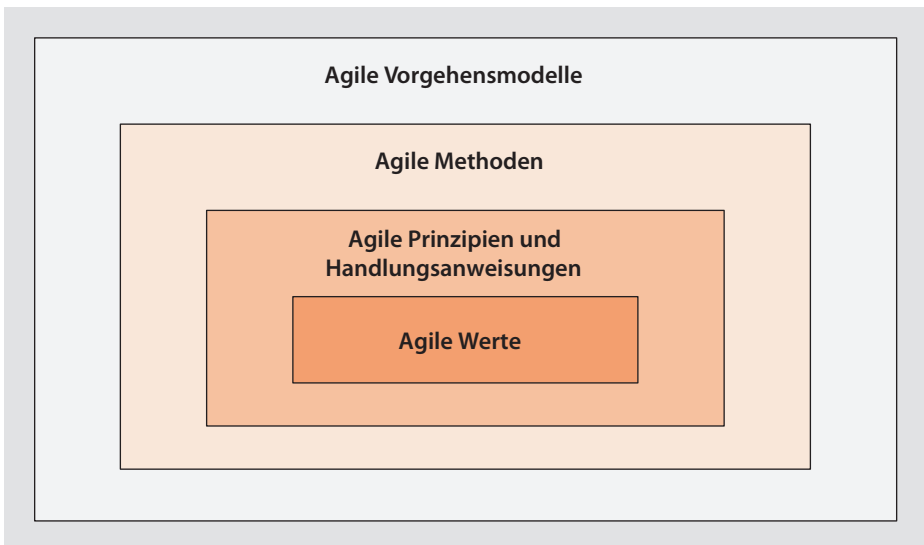 Agile Vorgehensmodelle
Agile Methoden
Agile Prinzipien und
Handlungsanweisungen
Agile Werte